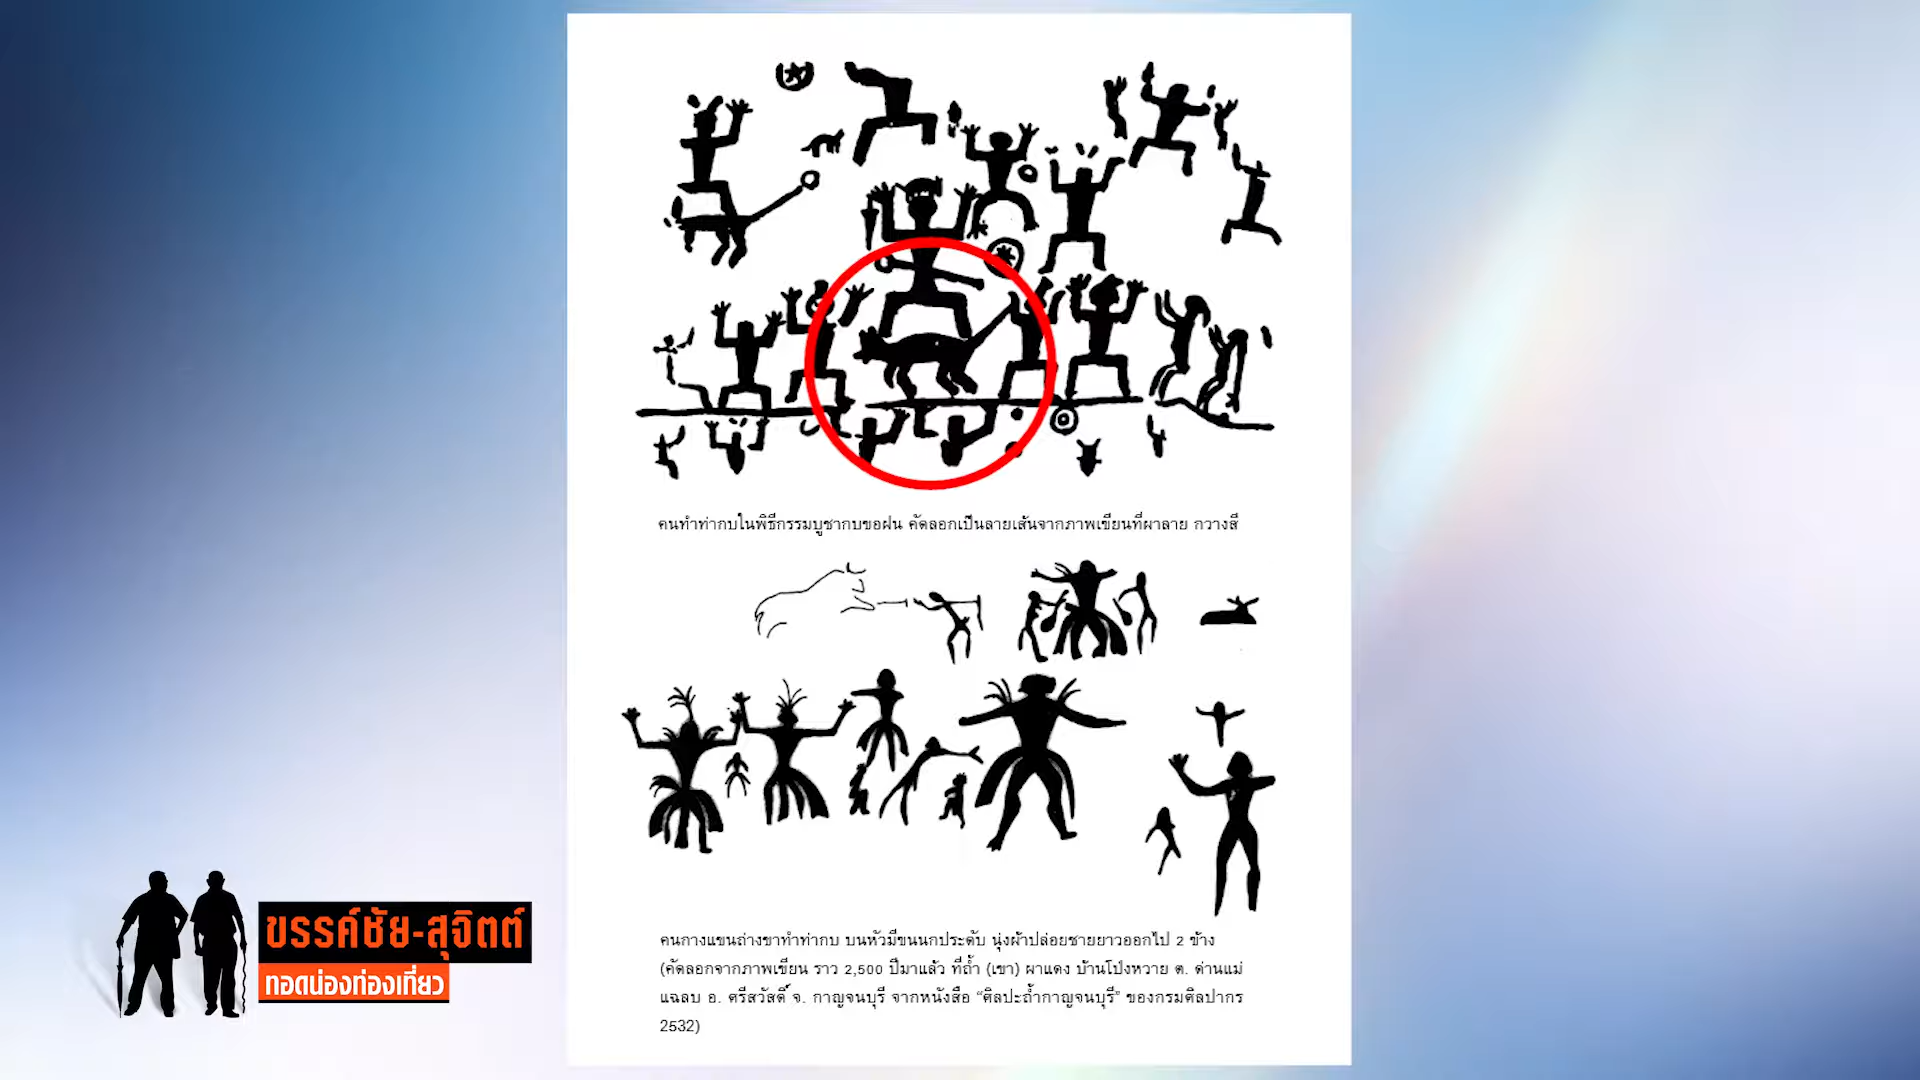 คนทำท่ากบในพิธีกรรมบูชากบขอฝน คัดลอกเป็นลายเส้นจากภาพเขียนที่ผาลาย กวางสี
คนกางแขนถ่างขาทำท่ากบ บนหัวมีขนนกประดับ นุ่งผ้าปล่อยชายยาวออกไป 2 ข้าง
(คัดลอกจากภาพเขียน ราว 2,500 ปีมาแล้ว ที่ถ้ำ (เขา) ผาแดง บ้านโป่งหวาย ต. ด่านแม่
แฉลบ อ. ศรีสวัสดิ์ จ. กาญจนบุรี จากหนังสือ “ศิลปะถ้ำกาญจนบุรี” ของกรมศิลปากร
2532)
ขรรค์ชัย-สุจิตต์
ทอดน่องท่องเที่ยว